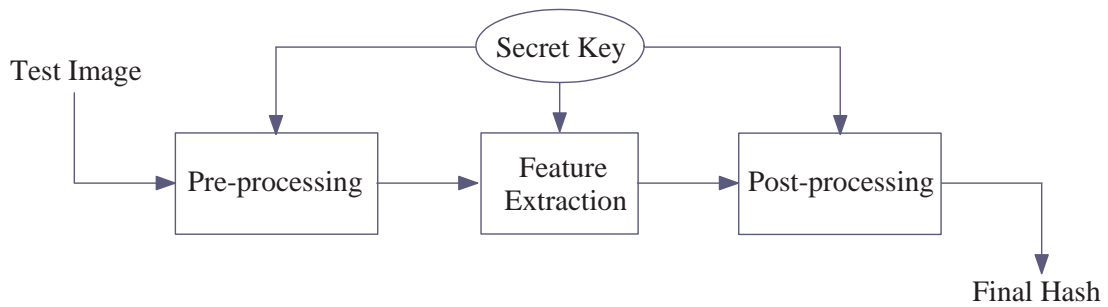 Secret Key
Test Image
Pre-processing
Feature
Extraction
Post-processing
Final Hash